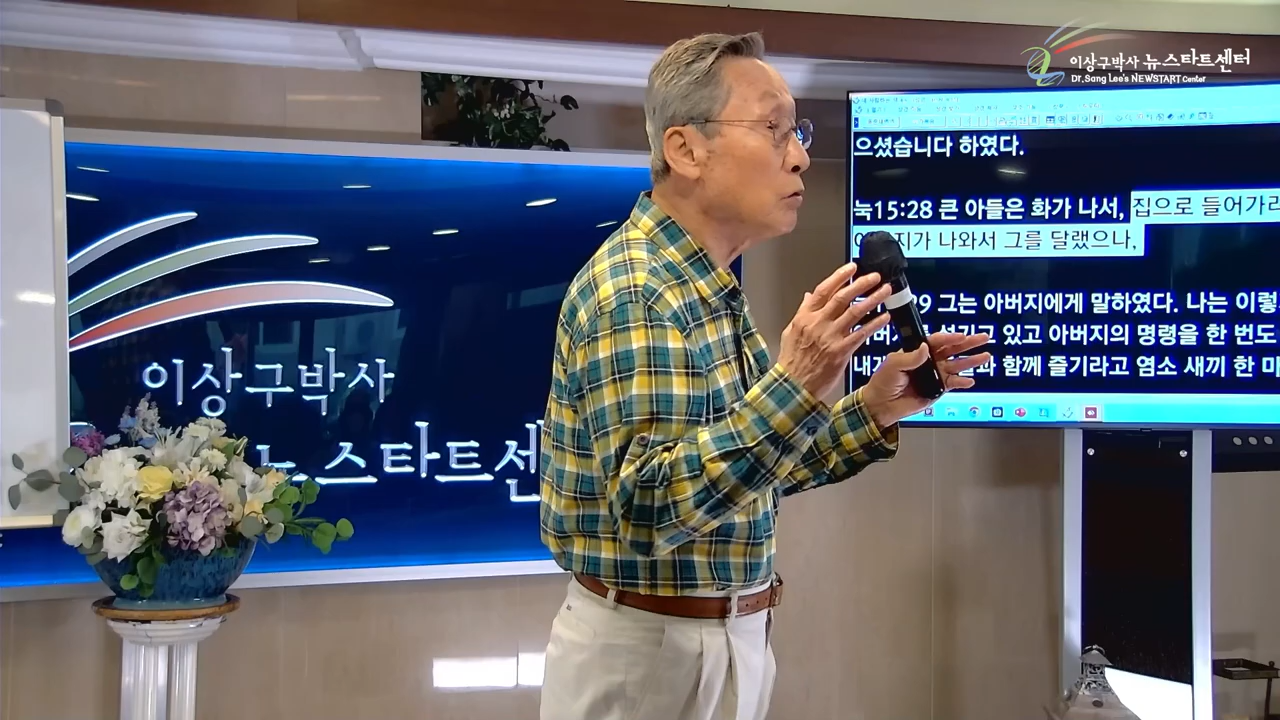 이상구박사 뉴스타트센터
Dr. Sang Lee's NEWSTART Center
으셨습니다 하였다.
눅15:28 큰 아들은 화가 나서, 집으로 들어가려
지가 나와서 그를 달랬으나,
29 그는 아버지에게 말하였다. 나는 이렇
있고 아버지의 명령을 한 번도
함께 즐기라고 염소 새끼 한 마
이상구박사
뉴스타트센